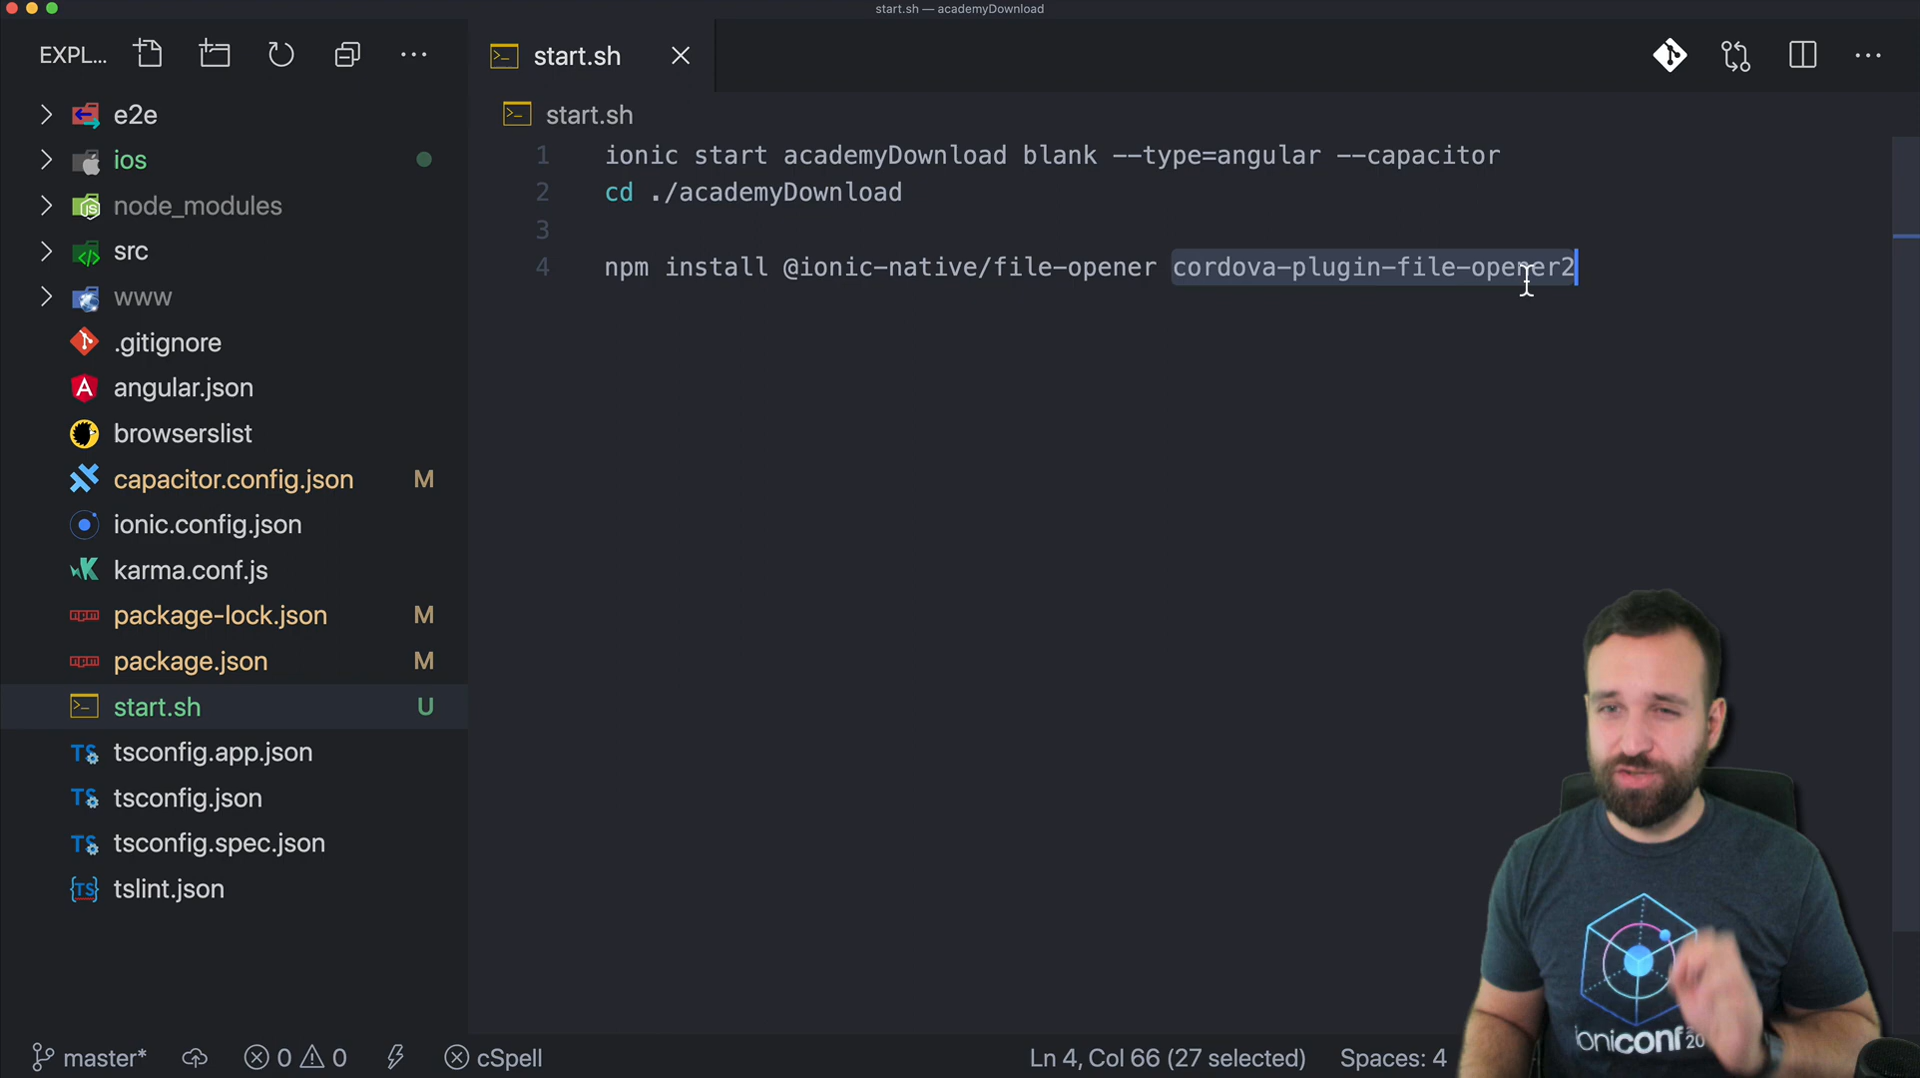 start.sh — academyDownload
EXPL...
start.sh
start.sh
e2e
ios
node_modules
src
www
.gitignore
angular.json
browserslist
capacitor.config.json M
ionic.config.json
karma.conf.js
package-lock.json M
package.json M
start.sh U
tsconfig.app.json
tsconfig.json
tsconfig.spec.json
tslint.json
1 ionic start academyDownload blank --type=angular --capacitor
2 cd ./academyDownload
3
4 npm install @ionic-native/file-opener cordova-plugin-file-opener2
ioniconf 20
master* 0 0 cSpell
Ln 4, Col 66 (27 selected) Spaces: 4